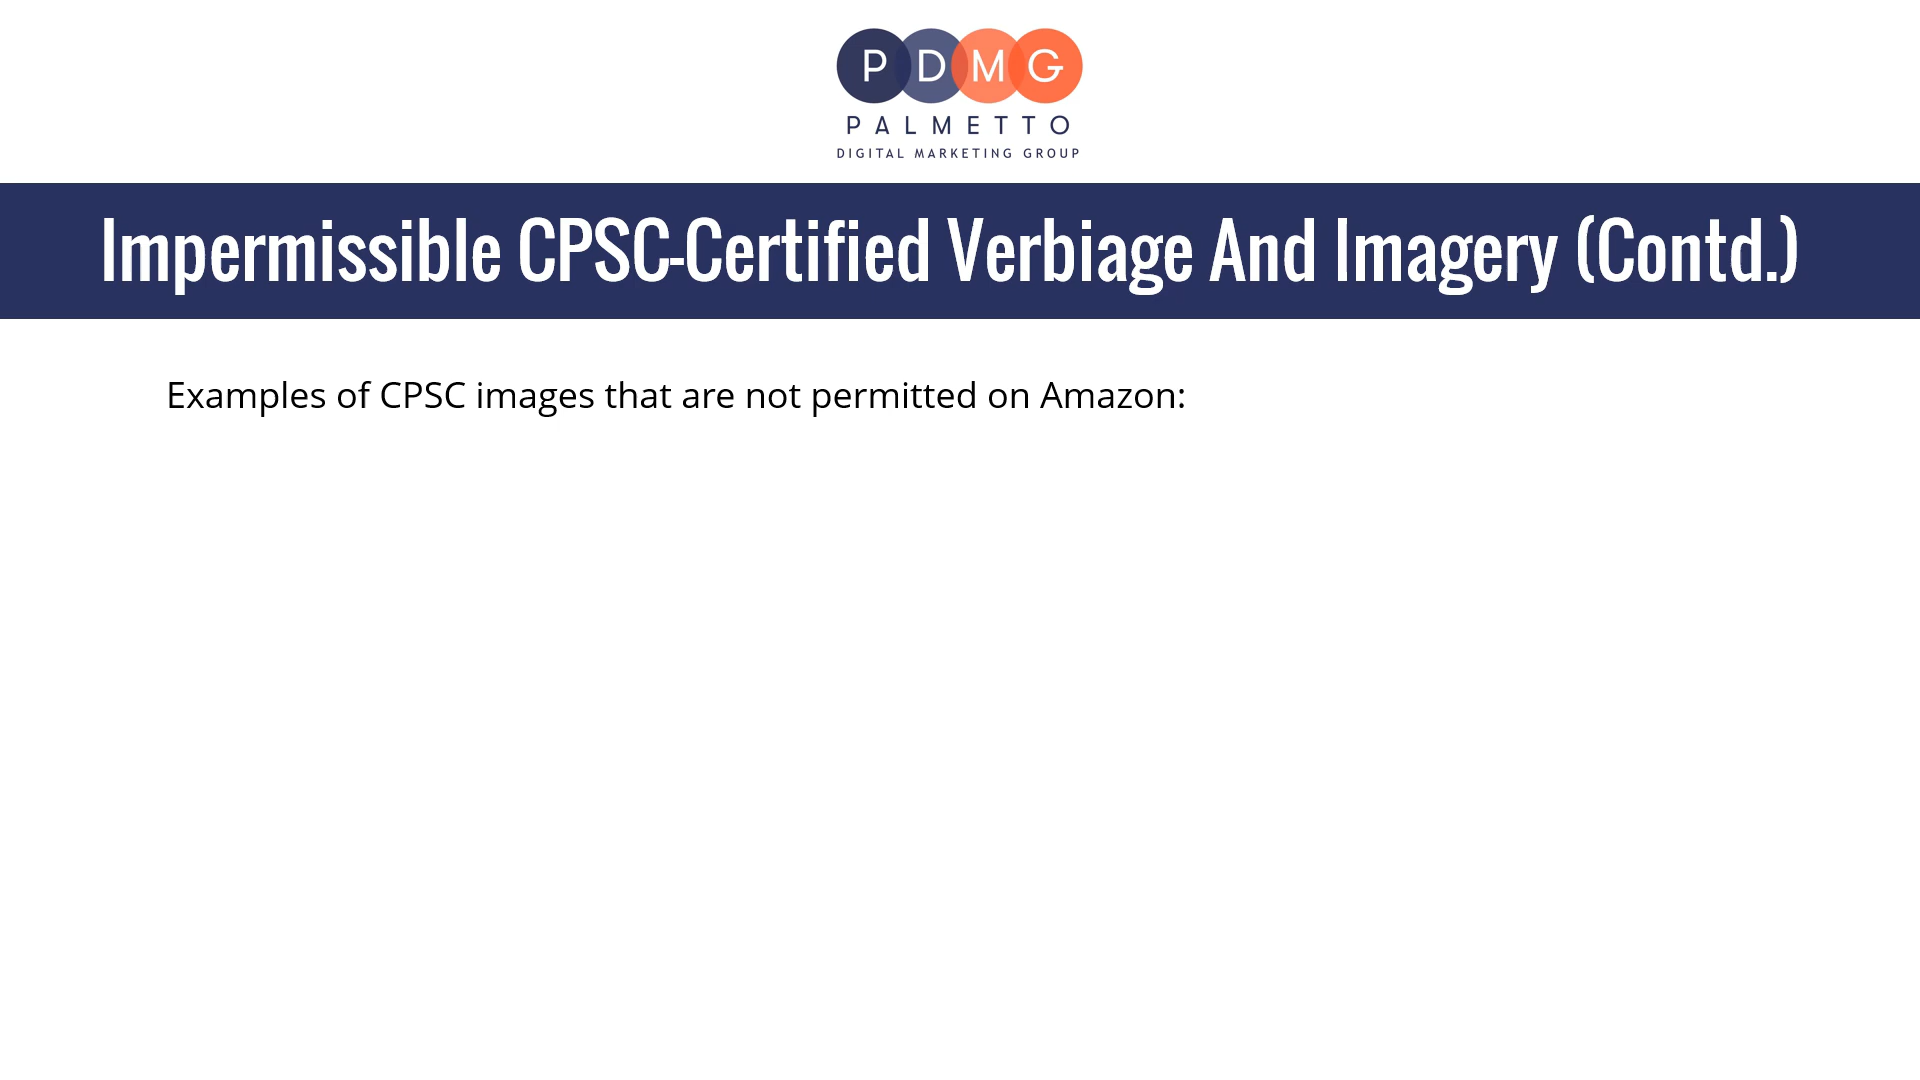 P D M G
PALMETTO
DIGITAL MARKETING GROUP
Impermissible CPSC-Certified Verbiage And Imagery (Contd.)
Examples of CPSC images that are not permitted on Amazon: